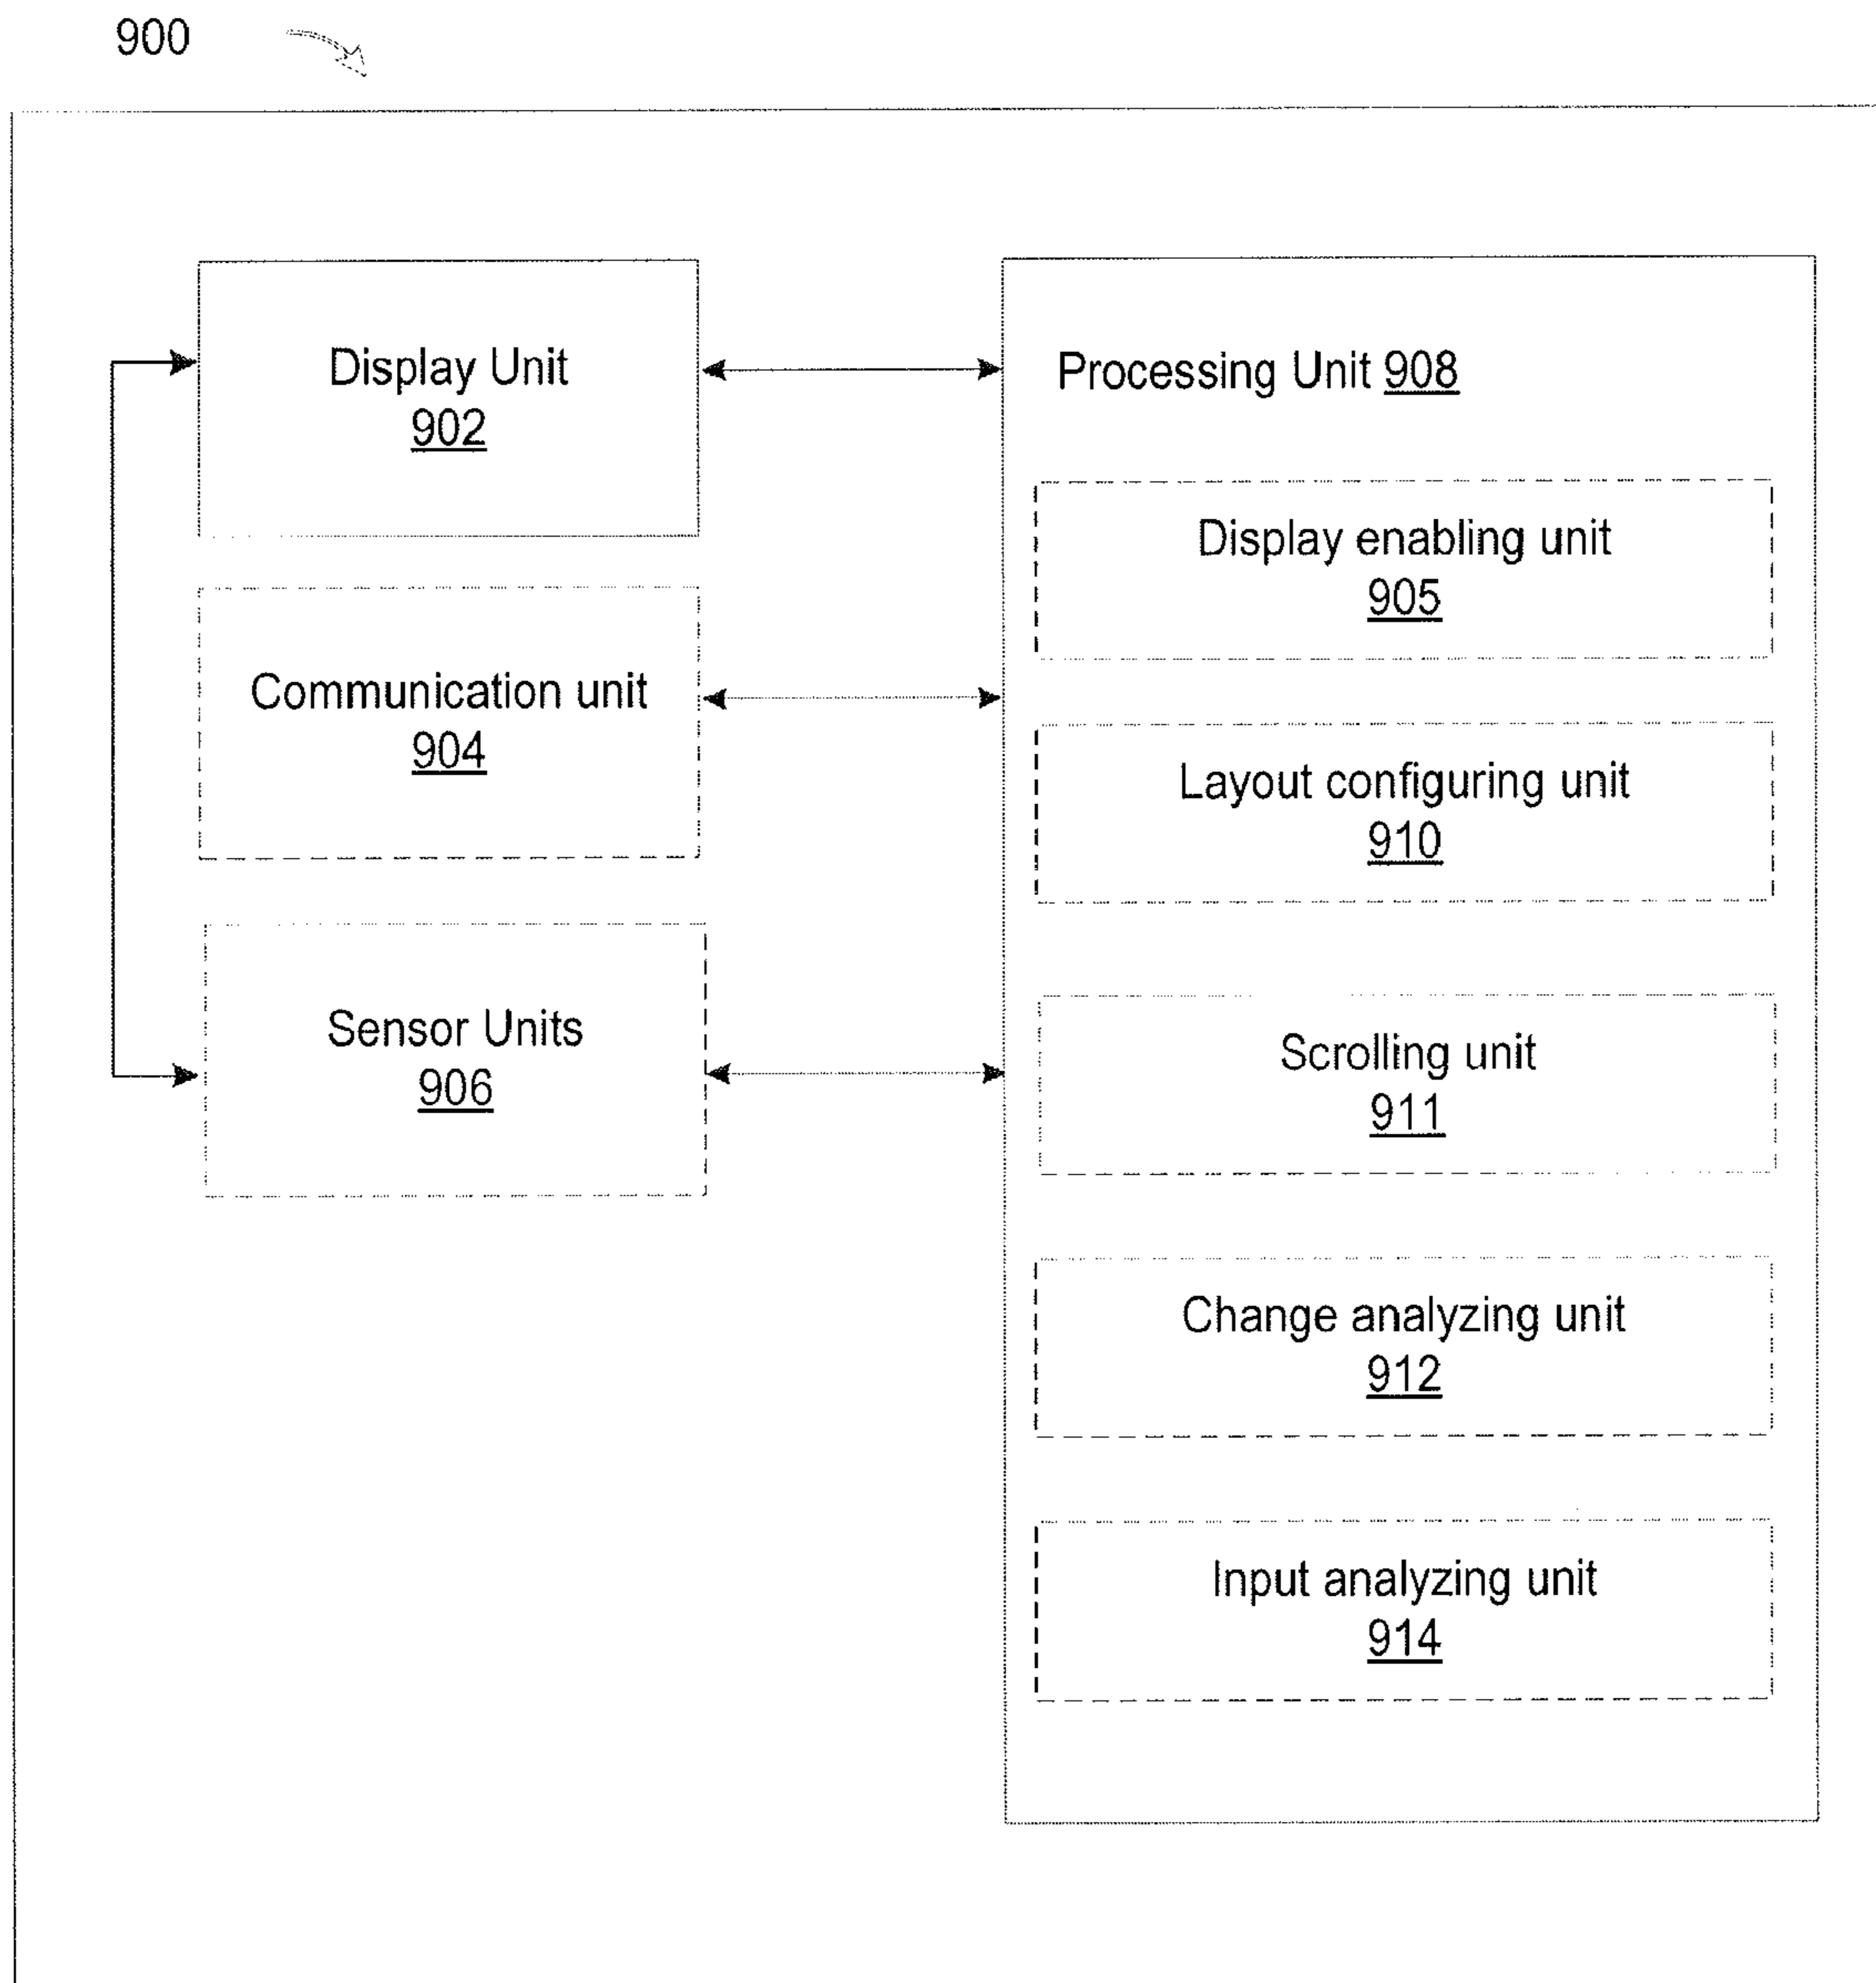 900
Display Unit
902
Communication unit
904
Sensor Units
906
Processing Unit 908
Display enabling unit
905
Layout configuring unit
910
Scrolling unit
911
Change analyzing unit
912
Input analyzing unit
914